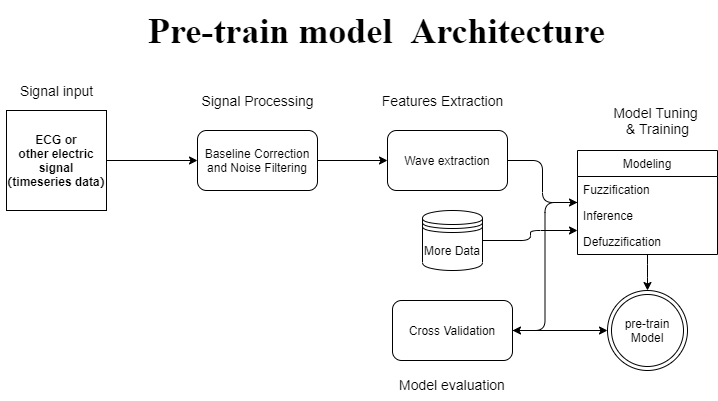 Pre-train model Architecture
Signal input
ECG or
other electric
signal
(timeseries data)
Signal Processing
Baseline Correction
and Noise Filtering
Features Extraction
Wave extraction
More Data
Model Tuning
& Training
Modeling
Fuzzification
Inference
Defuzzification
Cross Validation
pre-train
Model
Model evaluation